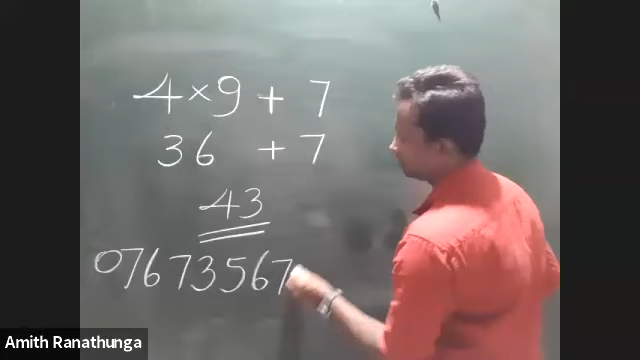 4 × 9 + 7
36 + 7
43
07673567
Amith Ranathunga